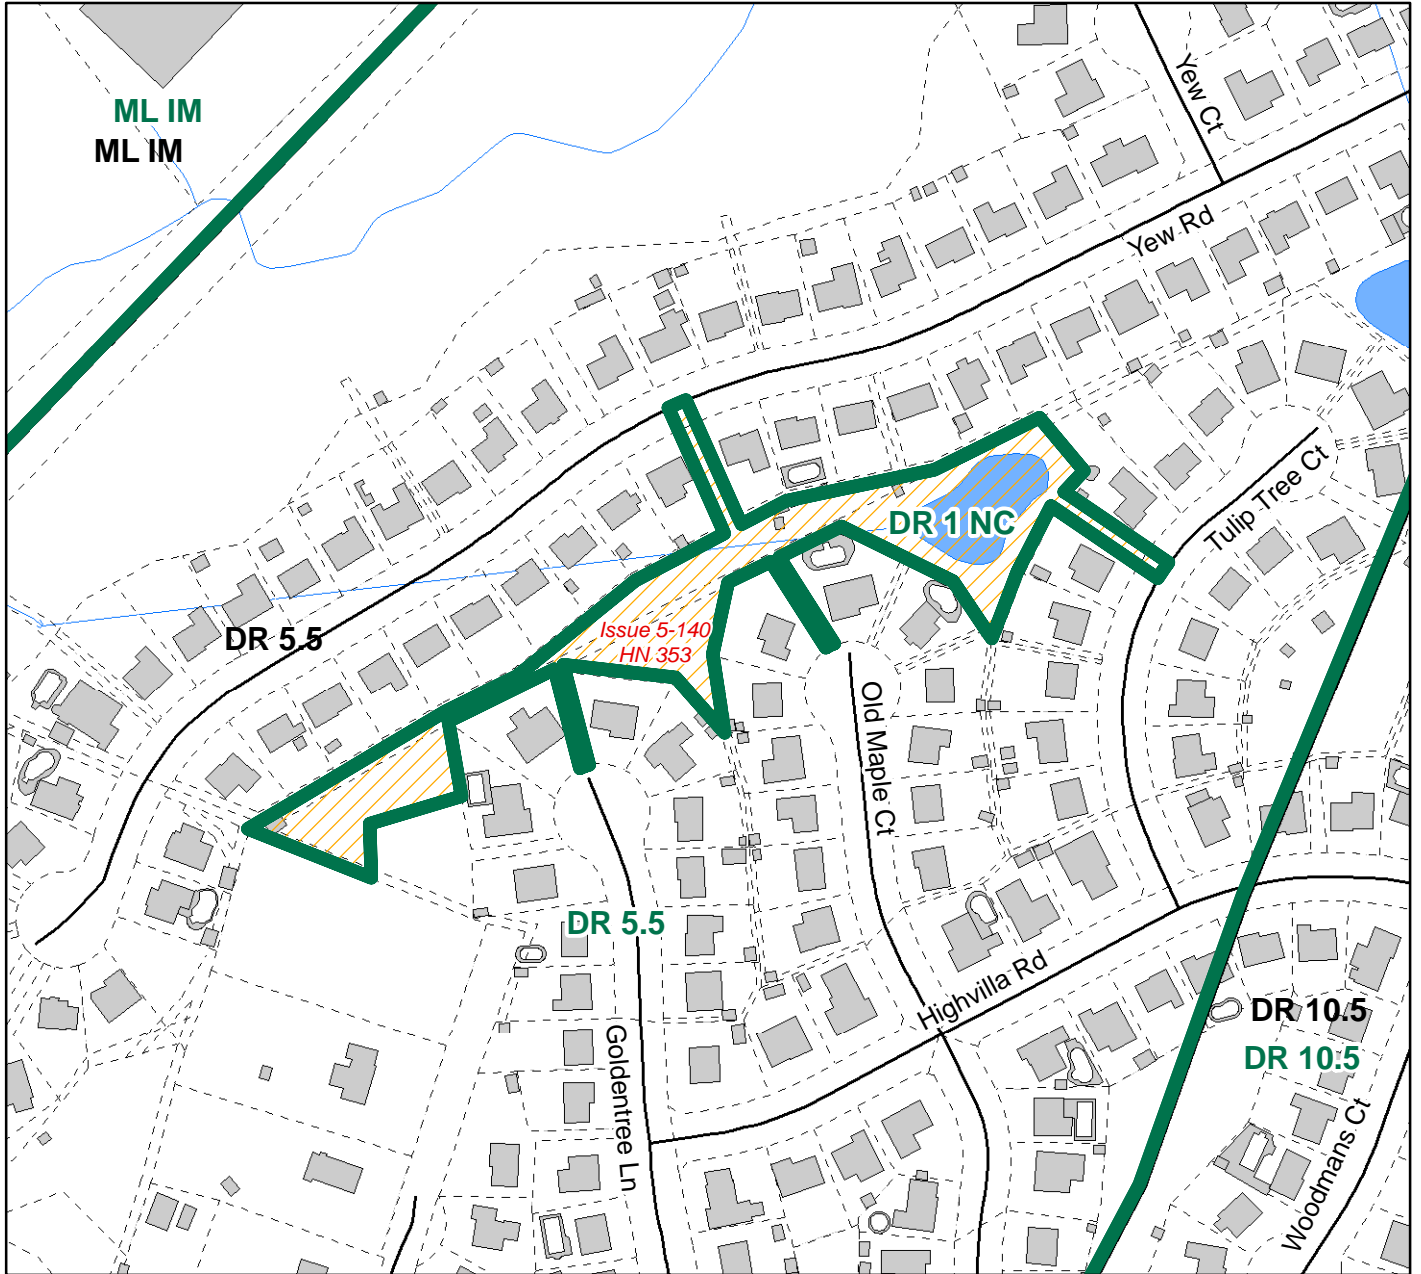 ML IM
ML IM
Yew Ct
Yew Rd
Tulip Tree Ct
DR 1 NC
Issue 5-140
HN 353
DR 5.5
Old Maple Ct
DR 5.5
Highvilla Rd
Goldentree Ln
DR 10.5
DR 10.5
Woodmans Ct